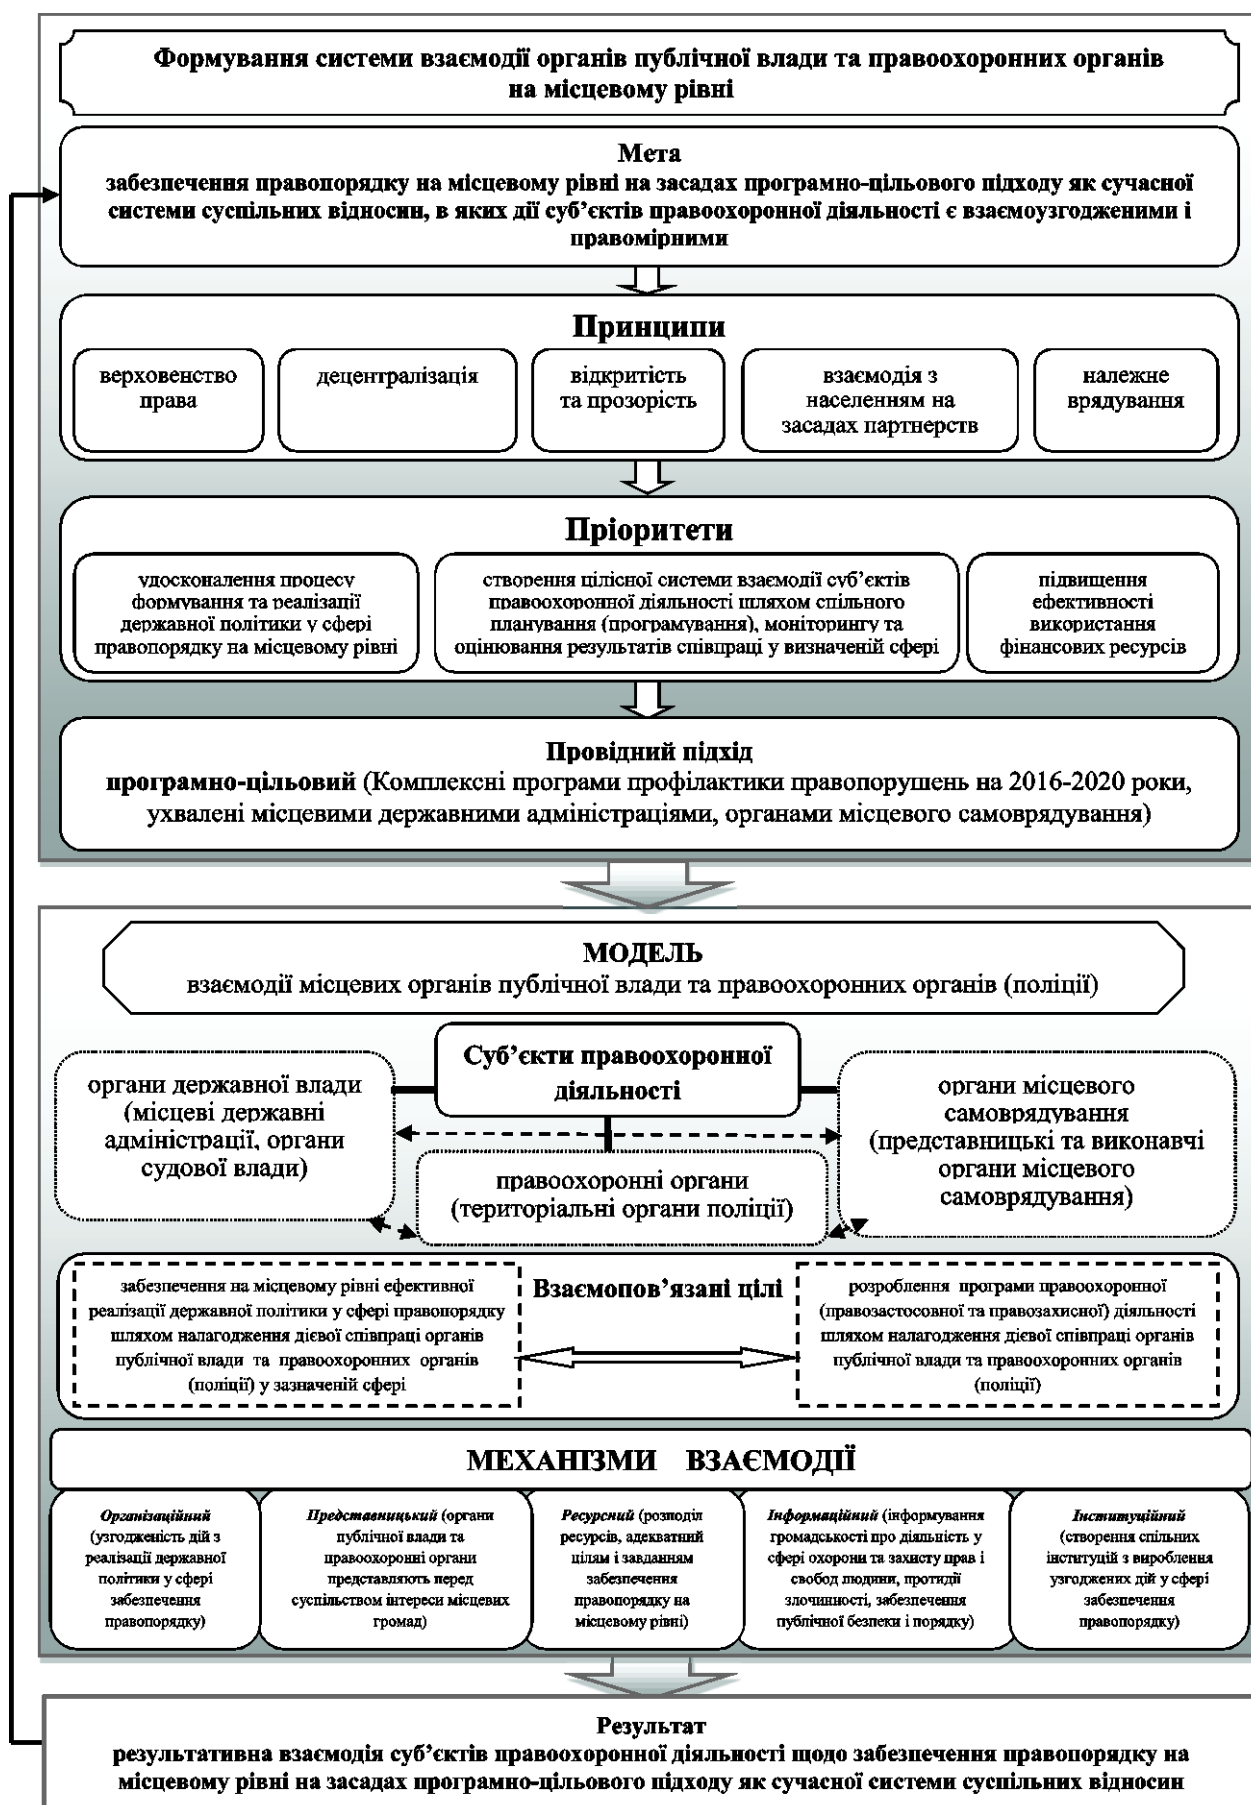 Формування системи взаємодії органів публічної влади та правоохоронних органів
на місцевому рівні
Мета
забезпечення правопорядку на місцевому рівні на засадах програмно-цільового підходу як сучасної
системи суспільних відносин, в яких дії суб’єктів правоохоронної діяльності є взаємоузгодженими і
правомірними
Принципи
верховенство
права
децентралізація
відкритість
та прозорість
взаємодія з
населенням на
засадах партнерств
належне
врядування
Пріоритети
удосконалення процесу
формування та реалізації
державної політики у сфері
правопорядку на місцевому рівні
створення цілісної системи взаємодії суб’єктів
правоохоронної діяльності шляхом спільного
планування (програмування), моніторингу та
оцінювання результатів співпраці у визначеній сфері
підвищення
ефективності
використання
фінансових ресурсів
Провідний підхід
програмно-цільовий (Комплексні програми профілактики правопорушень на 2016-2020 роки,
ухвалені місцевими державними адміністраціями, органами місцевого самоврядування)
МОДЕЛЬ
взаємодії місцевих органів публічної влади та правоохоронних органів (поліції)
Суб’єкти правоохоронної
діяльності
органи державної влади
(місцеві державні
адміністрації, органи
судової влади)
правоохоронні органи
(територіальні органи поліції)
органи місцевого
самоврядування
(представницькі та виконавчі
органи місцевого
самоврядування)
Взаємопов’язані цілі
забезпечення на місцевому рівні ефективної
реалізації державної політики у сфері правопорядку
шляхом налагодження дієвої співпраці органів
публічної влади та правоохоронних органів
(поліції) у зазначеній сфері
розроблення програми правоохоронної
(правозастосовної та правозахисної) діяльності
шляхом налагодження дієвої співпраці органів
публічної влади та правоохоронних органів
(поліції)
МЕХАНІЗМИ ВЗАЄМОДІЇ
Організаційний
(узгодженість дій з
реалізації державної
політики у сфері
забезпечення
правопорядку)
Представницький (органи
публічної влади та
правоохоронні органи
представляють перед
суспільством інтереси місцевих
громад)
Ресурсний (розподіл
ресурсів, адекватний
цілям і завданням
забезпечення
правопорядку на
місцевому рівні)
Інформаційний (інформування
громадськості про діяльність у
сфері охорони та захисту прав і
свобод людини, протидії
злочинності, забезпечення
публічної безпеки і порядку)
Інституційний
(створення спільних
інституцій з вироблення
узгоджених дій у сфері
забезпечення
правопорядку)
Результат
результативна взаємодія суб’єктів правоохоронної діяльності щодо забезпечення правопорядку на
місцевому рівні на засадах програмно-цільового підходу як сучасної системи суспільних відносин